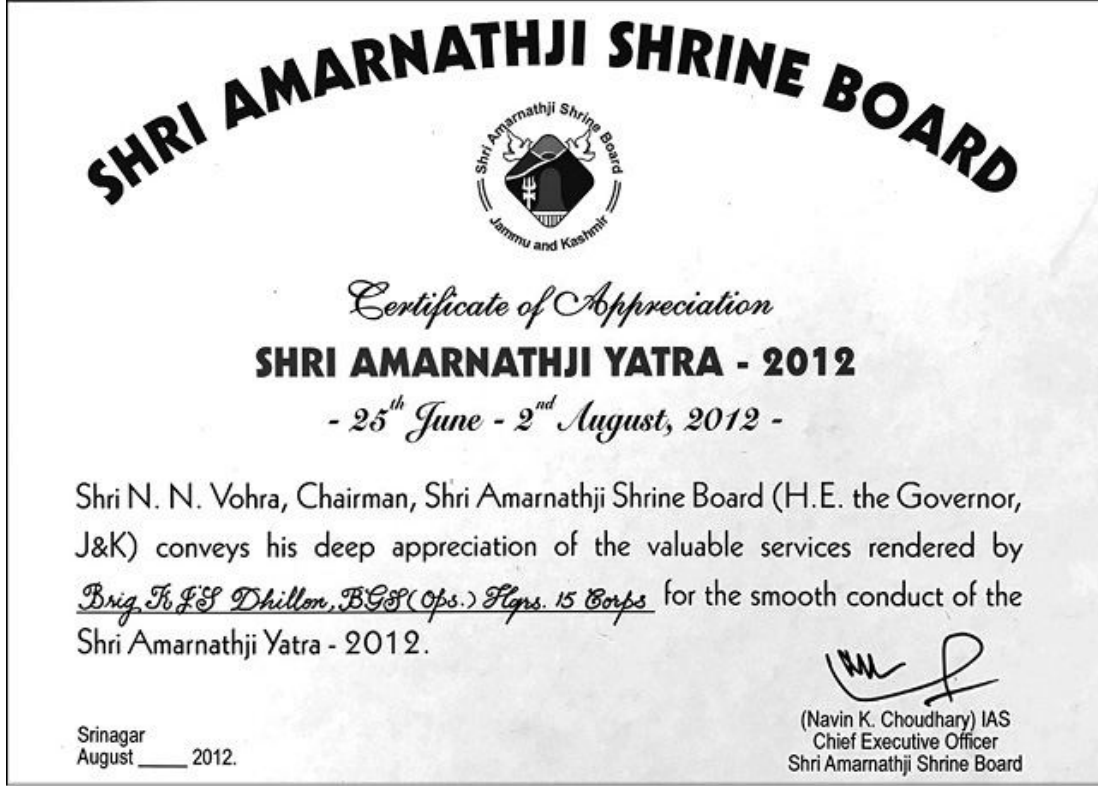 SHRI AMARNATHJI SHRINE BOARD
Shri Amarnathji Shrine Board
Jammu and Kashmir
Certificate of Appreciation
SHRI AMARNATHJI YATRA - 2012
- 25th June - 2nd August, 2012 -
Shri N. N. Vohra, Chairman, Shri Amarnathji Shrine Board (H.E. the Governor,
J&K) conveys his deep appreciation of the valuable services rendered by
Brig K JS Dhillon, BGS (Ops.) Hqrs. 15 Corps for the smooth conduct of the
Shri Amarnathji Yatra - 2012.
(Navin K. Choudhary) IAS
Chief Executive Officer
Shri Amarnathji Shrine Board
Srinagar
August _____ 2012.